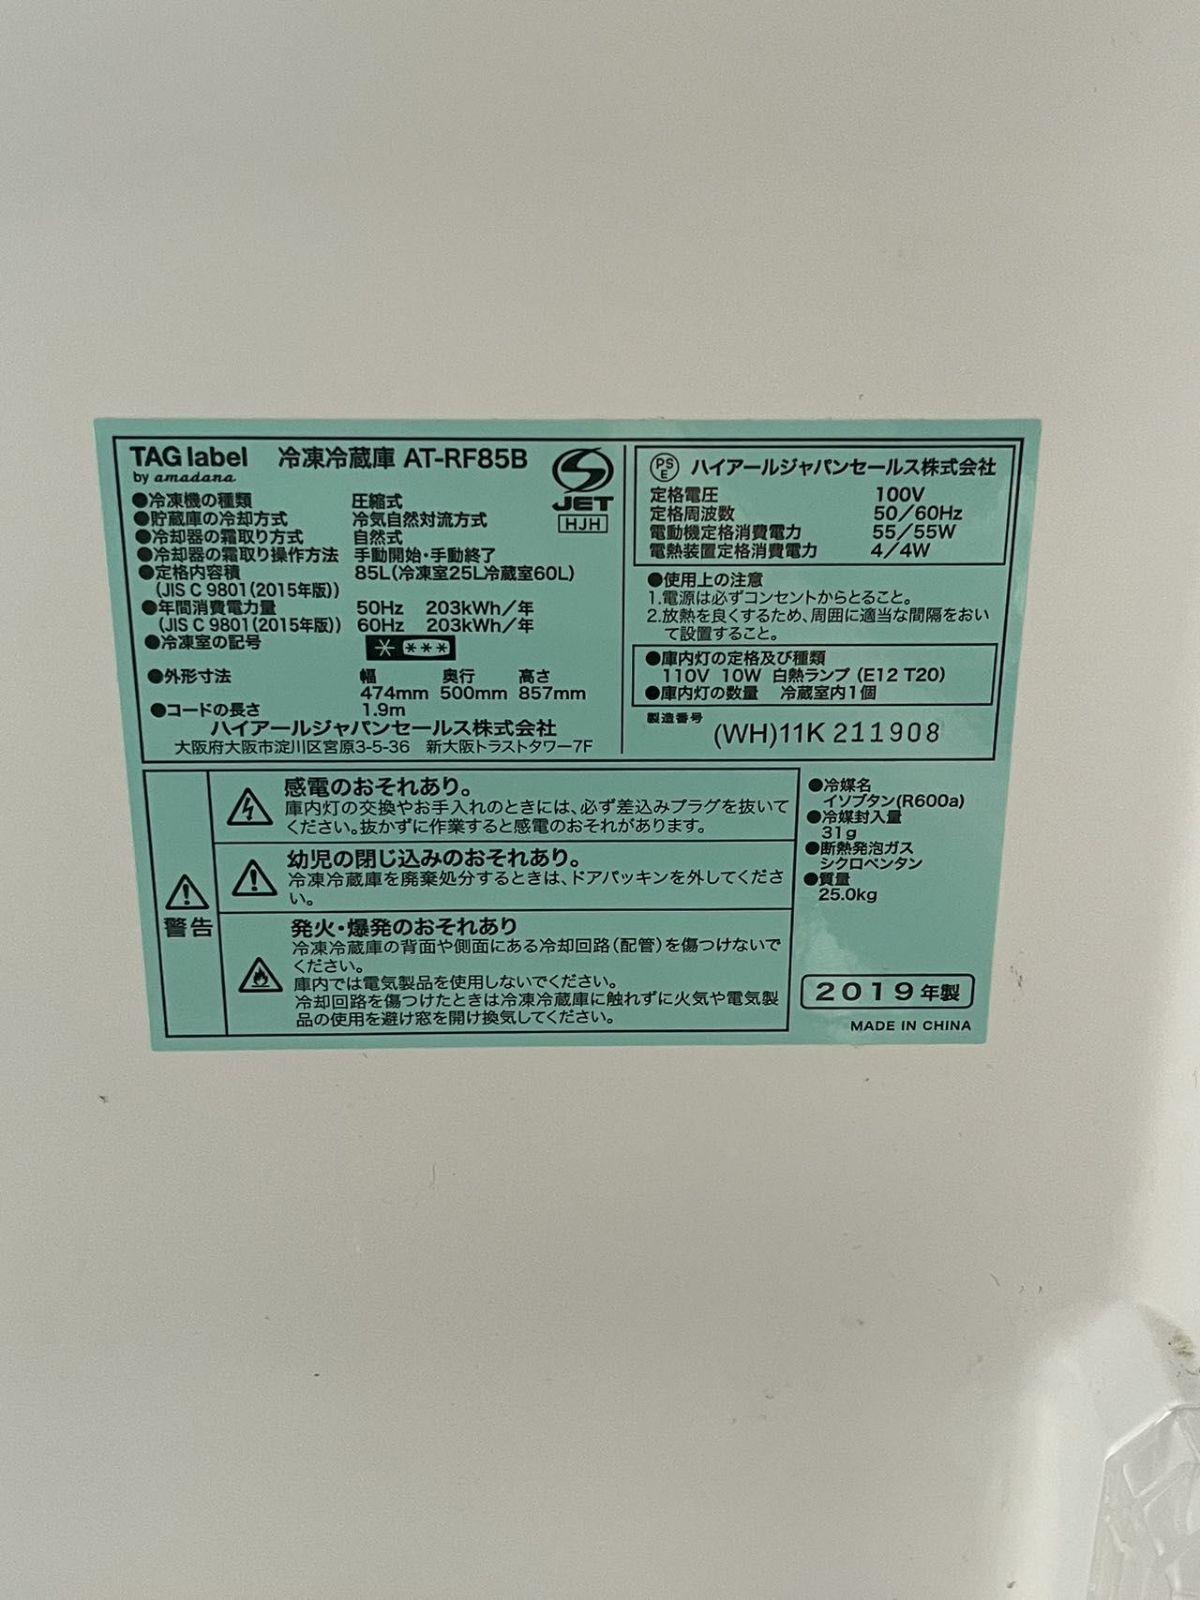 TAG label 冷凍冷蔵庫 AT-RF85B
by amadana
●冷凍機の種類 圧縮式
●貯蔵庫の冷却方式 冷気自然対流方式
●冷却器の霜取り方式 自然式
●冷却器の霜取り操作方法 手動開始・手動終了
●定格内容積 85L(冷凍室25L冷蔵室60L)
(JIS C 9801(2015年版))
●年間消費電力量 50Hz 203kWh/年
(JIS C 9801(2015年版)) 60Hz 203kWh/年
●冷凍室の記号 * ***
●外形寸法 幅 奥行 高さ
474mm 500mm 857mm
●コードの長さ 1.9m
ハイアールジャパンセールス株式会社
大阪府大阪市淀川区宮原3-5-36 新大阪トラストタワー7F
JET
HJH
PSE ハイアールジャパンセールス株式会社
定格電圧 100V
定格周波数 50/60Hz
電動機定格消費電力 55/55W
電熱装置定格消費電力 4/4W
●使用上の注意
1.電源は必ずコンセントからとること。
2.放熱を良くするため、周囲に適当な間隔をおい
て設置すること。
●庫内灯の定格及び種類
110V 10W 白熱ランプ (E12 T20)
●庫内灯の数量 冷蔵室内1個
製造番号 (WH)11K 211908
警告
感電のおそれあり。
庫内灯の交換やお手入れのときには、必ず差込みプラグを抜いて
ください。抜かずに作業すると感電のおそれがあります。
幼児の閉じ込みのおそれあり。
冷凍冷蔵庫を廃棄処分するときは、ドアパッキンを外してくださ
い。
発火・爆発のおそれあり
冷凍冷蔵庫の背面や側面にある冷却回路(配管)を傷つけないで
ください。
庫内では電気製品を使用しないでください。
冷却回路を傷つけたときは冷凍冷蔵庫に触れずに火気や電気製
品の使用を避け窓を開け換気してください。
●冷媒名
イソブタン(R600a)
●冷媒封入量
31g
●断熱発泡ガス
シクロペンタン
●質量
25.0kg
2019年製
MADE IN CHINA